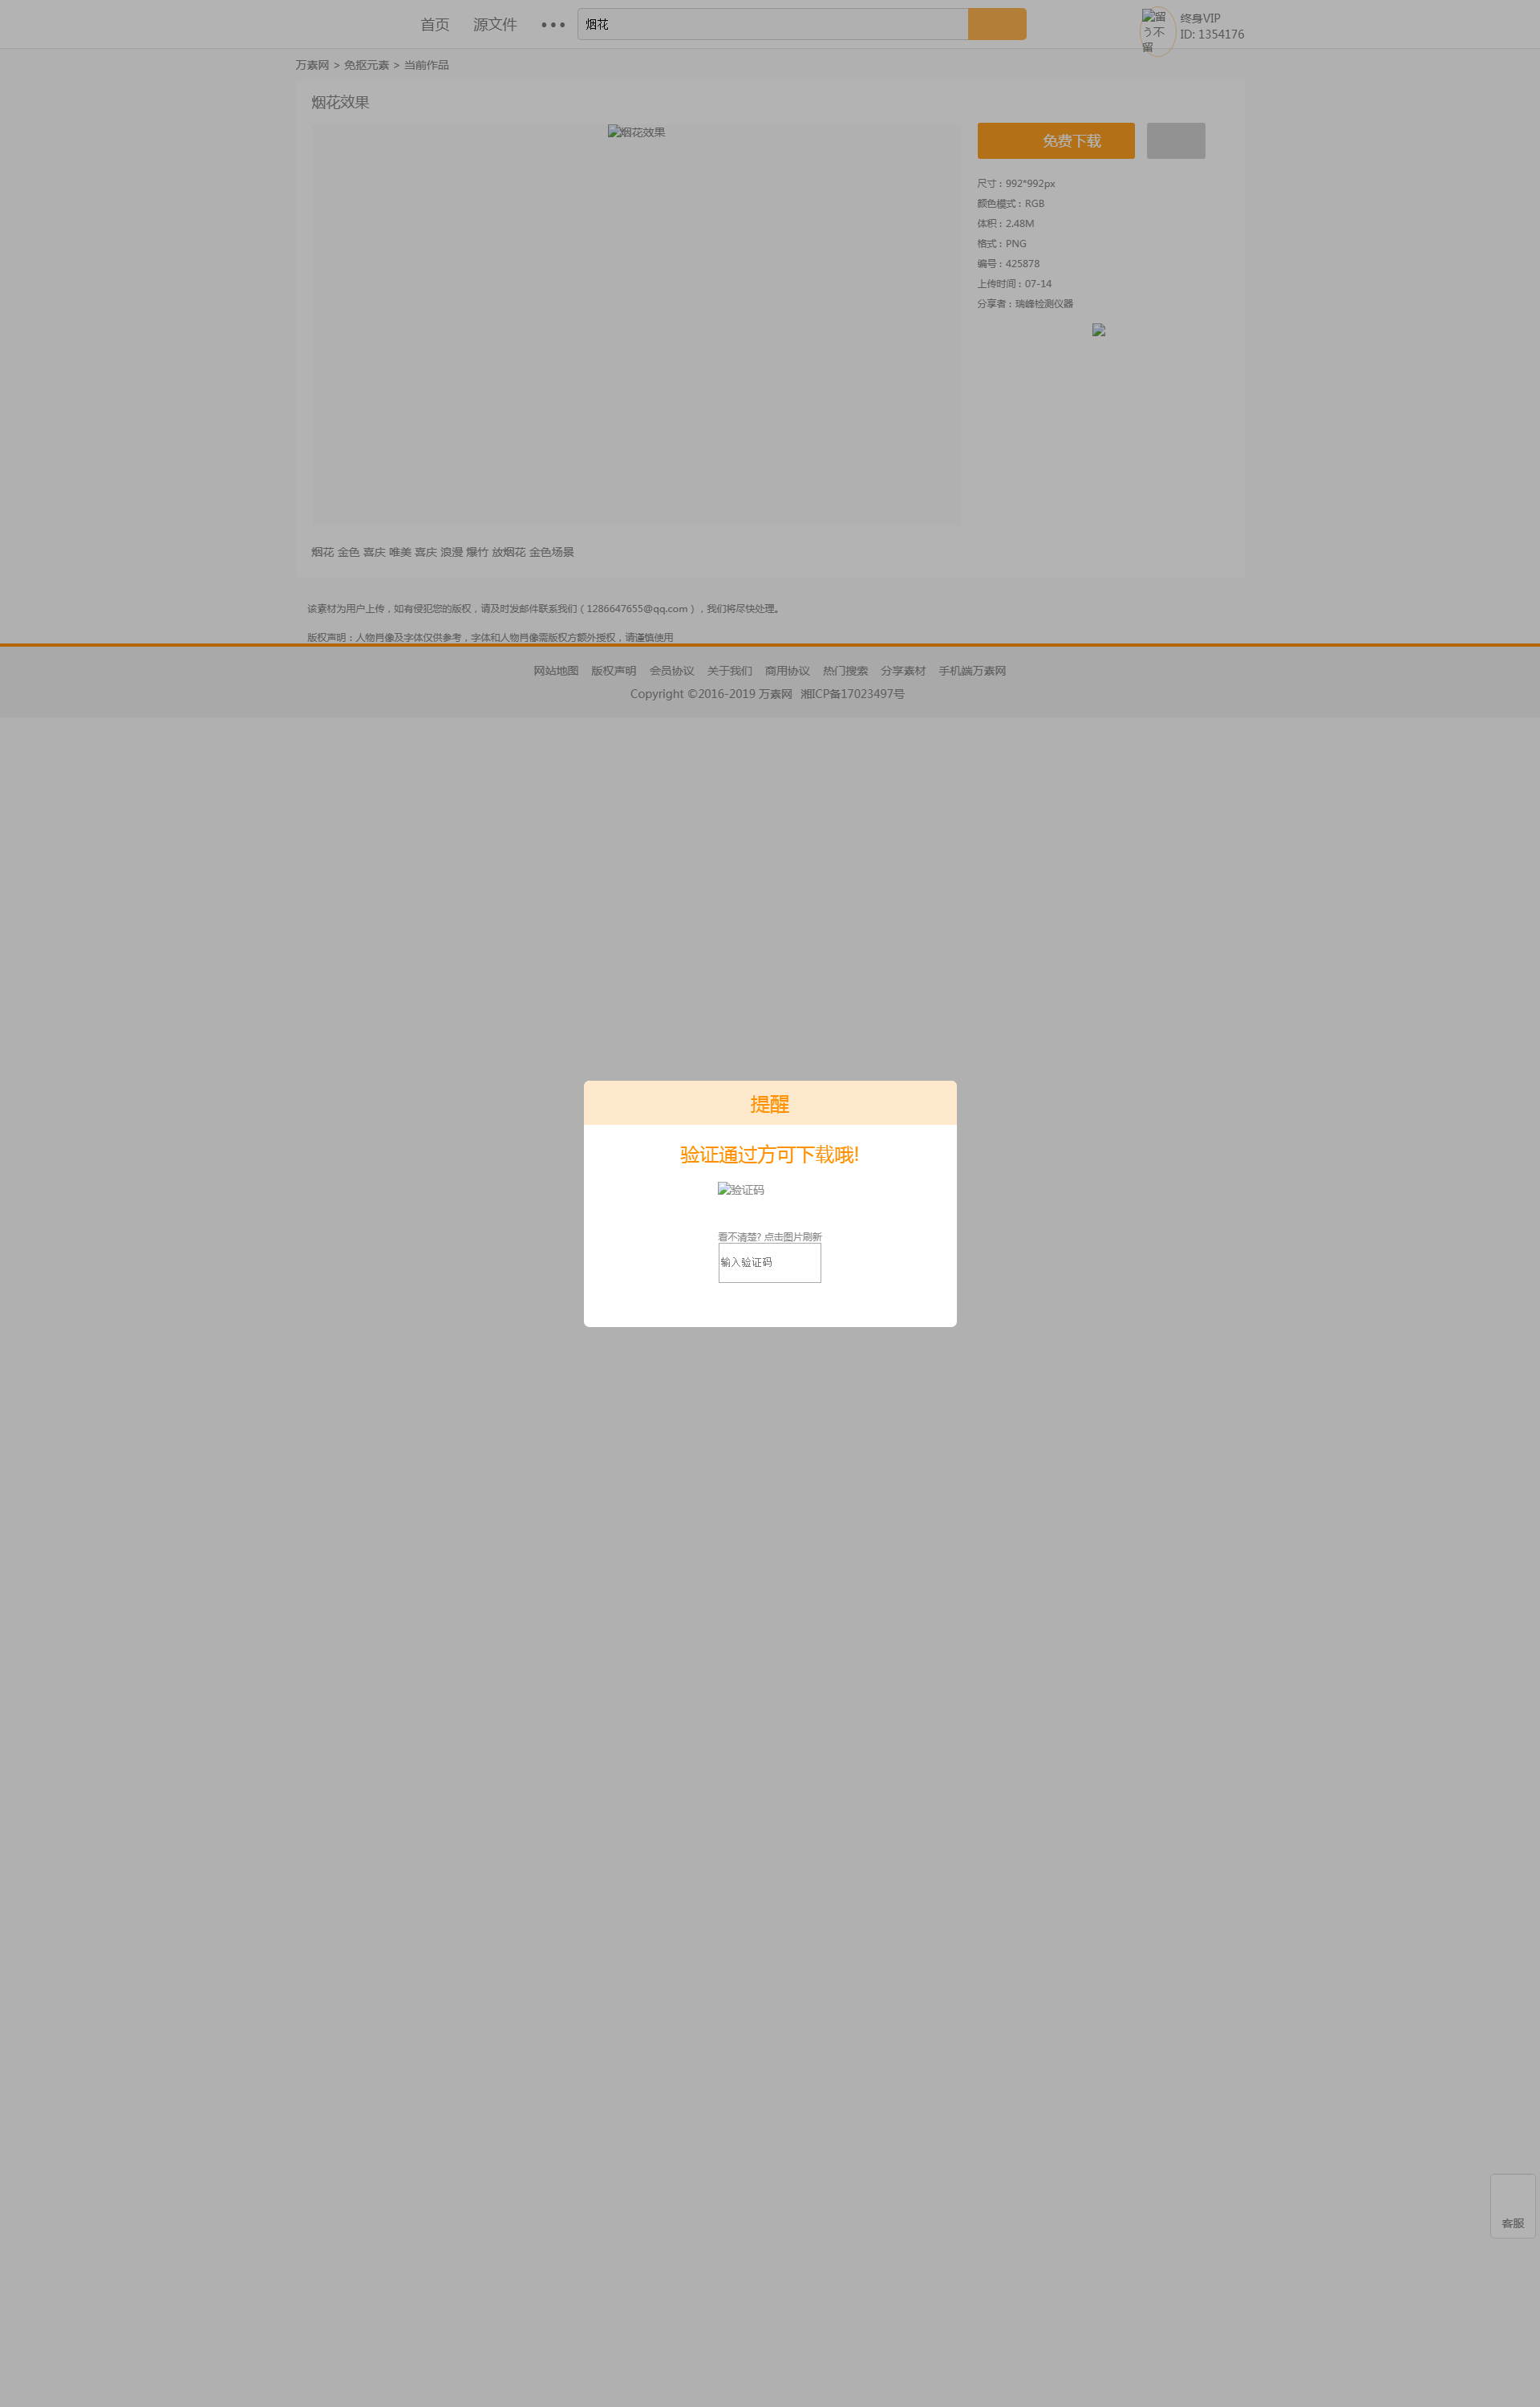 首页 源文件 •••
烟花
留う不留
终身VIP
ID: 1354176
万素网 > 免抠元素 > 当前作品
烟花效果
烟花效果
免费下载
尺寸：992*992px
颜色模式：RGB
体积：2.48M
格式：PNG
编号：425878
上传时间：07-14
分享者：瑞峰检测仪器
烟花 金色 喜庆 唯美 喜庆 浪漫 爆竹 放烟花 金色场景
该素材为用户上传，如有侵犯您的版权，请及时发邮件联系我们（1286647655@qq.com），我们将尽快处理。
版权声明：人物肖像及字体仅供参考，字体和人物肖像需版权方额外授权，请谨慎使用
网站地图 版权声明 会员协议 关于我们 商用协议 热门搜索 分享素材 手机端万素网
Copyright ©2016-2019 万素网 湘ICP备17023497号
提醒
验证通过方可下载哦!
验证码
看不清楚? 点击图片刷新
输入验证码
客服